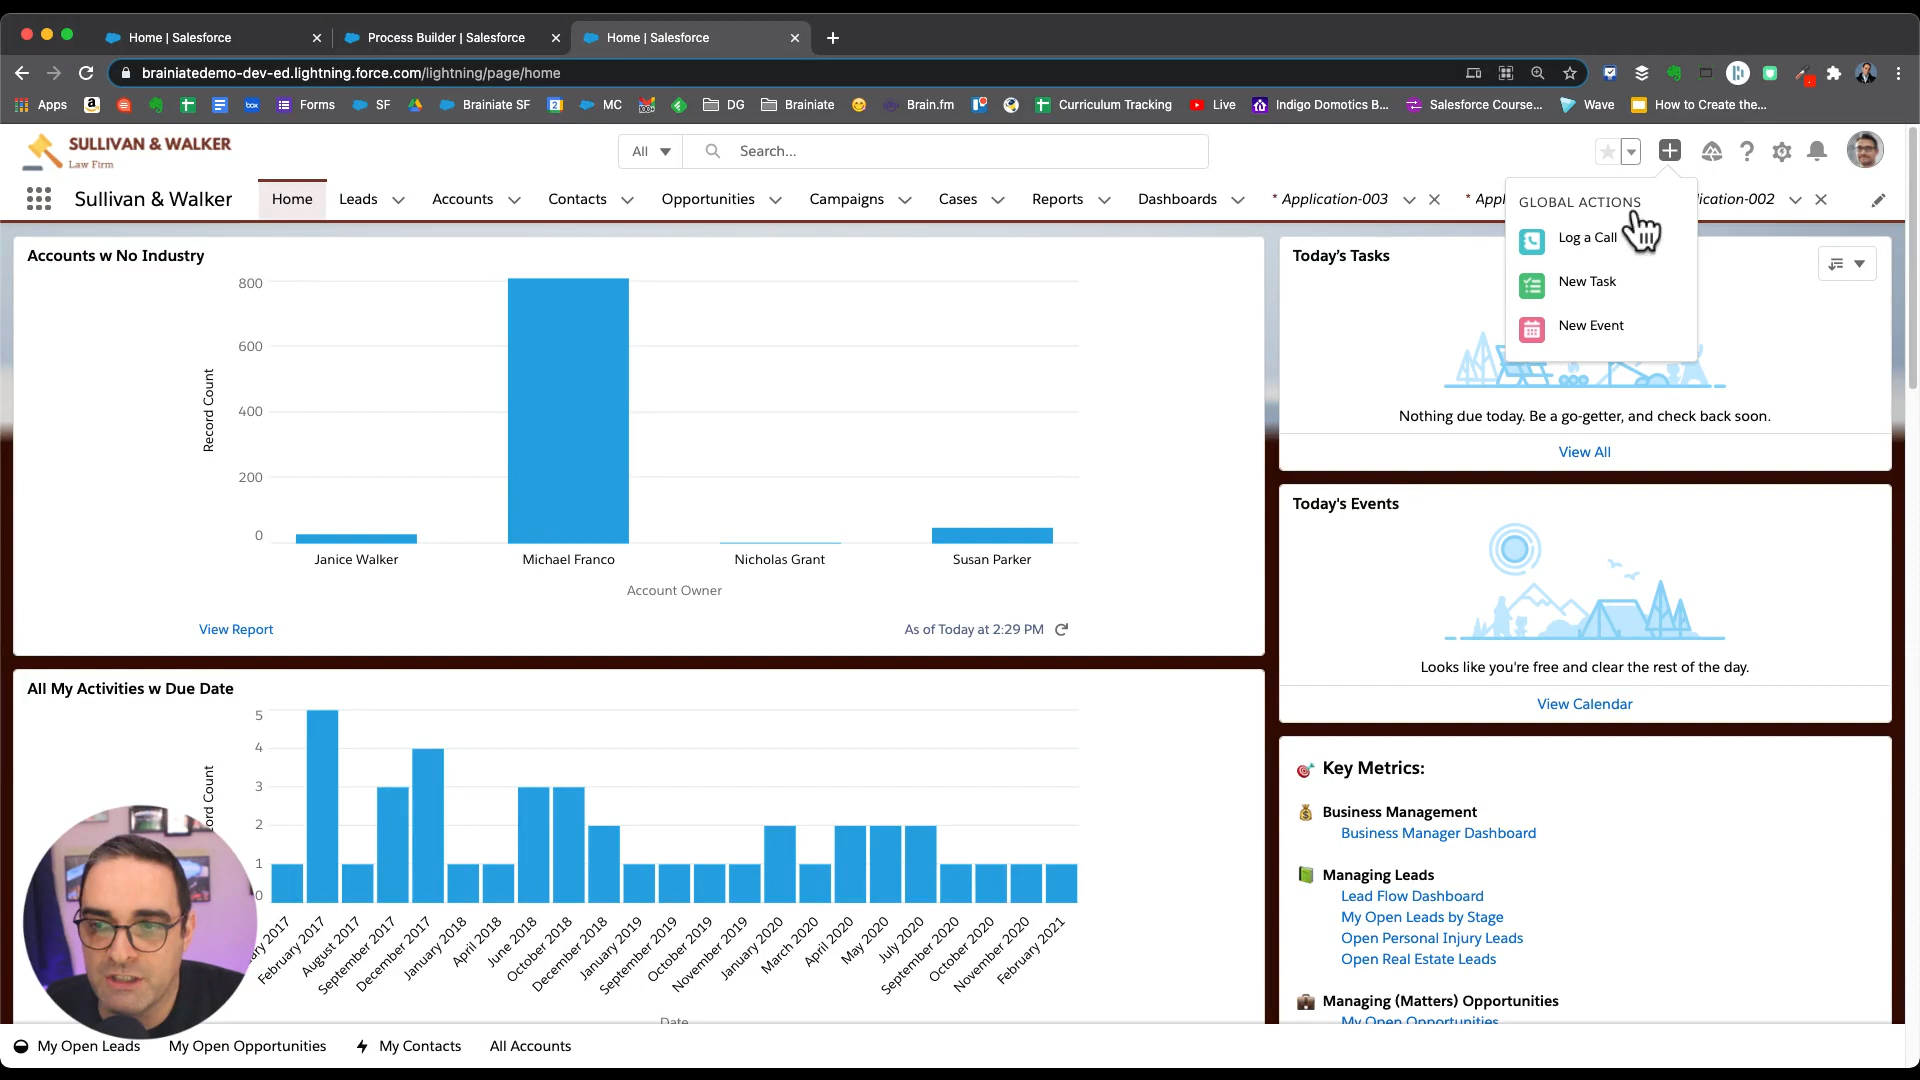 Home | Salesforce
Process Builder | Salesforce
Home | Salesforce
brainiatedemo-dev-ed.lightning.force.com/lightning/page/home
Apps
box
Forms
SF
Brainiate SF
2
MC
DG
Brainiate
Brain.fm
Curriculum Tracking
Live
Indigo Domotics B...
Salesforce Course...
Wave
How to Create the...
SULLIVAN & WALKER
Law Firm
All
Search...
Sullivan & Walker
Home
Leads
Accounts
Contacts
Opportunities
Campaigns
Cases
Reports
Dashboards
* Application-003
* Appl
ication-002
GLOBAL ACTIONS
Log a Call
New Task
New Event
Accounts w No Industry
800
600
400
200
0
Record Count
Janice Walker
Michael Franco
Nicholas Grant
Susan Parker
Account Owner
View Report
As of Today at 2:29 PM
Today's Tasks
Nothing due today. Be a go-getter, and check back soon.
View All
Today's Events
Looks like you're free and clear the rest of the day.
View Calendar
All My Activities w Due Date
5
4
3
2
1
0
ord Count
ary 2017
February 2017
August 2017
September 2017
December 2017
January 2018
April 2018
June 2018
October 2018
December 2018
January 2019
September 2019
October 2019
November 2019
January 2020
March 2020
April 2020
May 2020
July 2020
September 2020
October 2020
November 2020
February 2021
Date
Key Metrics:
Business Management
Business Manager Dashboard
Managing Leads
Lead Flow Dashboard
My Open Leads by Stage
Open Personal Injury Leads
Open Real Estate Leads
Managing (Matters) Opportunities
My Open Opportunities
My Open Leads
My Open Opportunities
My Contacts
All Accounts